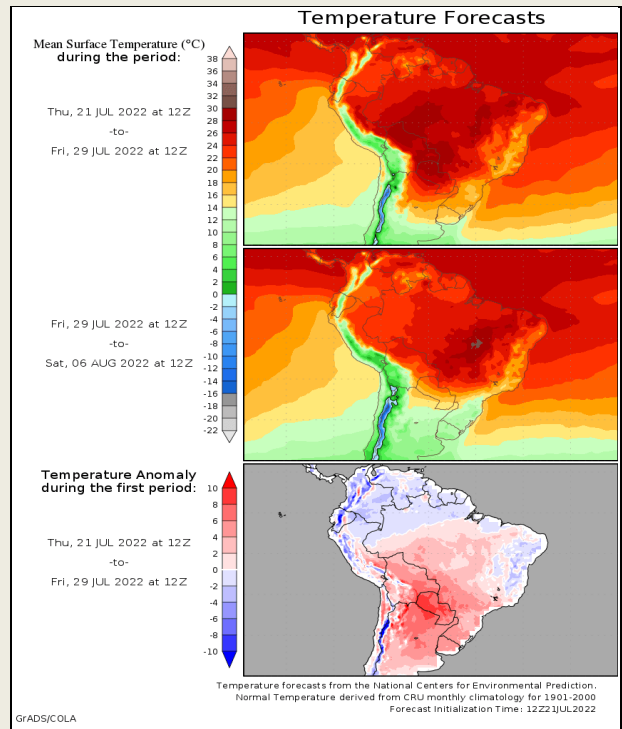 Temperature Forecasts
Mean Surface Temperature (°C)
during the period:
38
36
34
32
30
28
26
24
22
20
18
16
14
12
10
8
6
4
2
0
-2
-4
-6
-8
-10
-12
-14
-16
-18
-20
-22
Thu, 21 JUL 2022 at 12Z
-to-
Fri, 29 JUL 2022 at 12Z
Fri, 29 JUL 2022 at 12Z
-to-
Sat, 06 AUG 2022 at 12Z
Temperature Anomaly
during the first period:
10
8
6
4
2
0
-2
-4
-6
-8
-10
Thu, 21 JUL 2022 at 12Z
-to-
Fri, 29 JUL 2022 at 12Z
Temperature forecasts from the National Centers for Environmental Prediction.
Normal Temperature derived from CRU monthly climatology for 1901-2000
Forecast Initialization Time: 12Z21JUL2022
GrADS/COLA